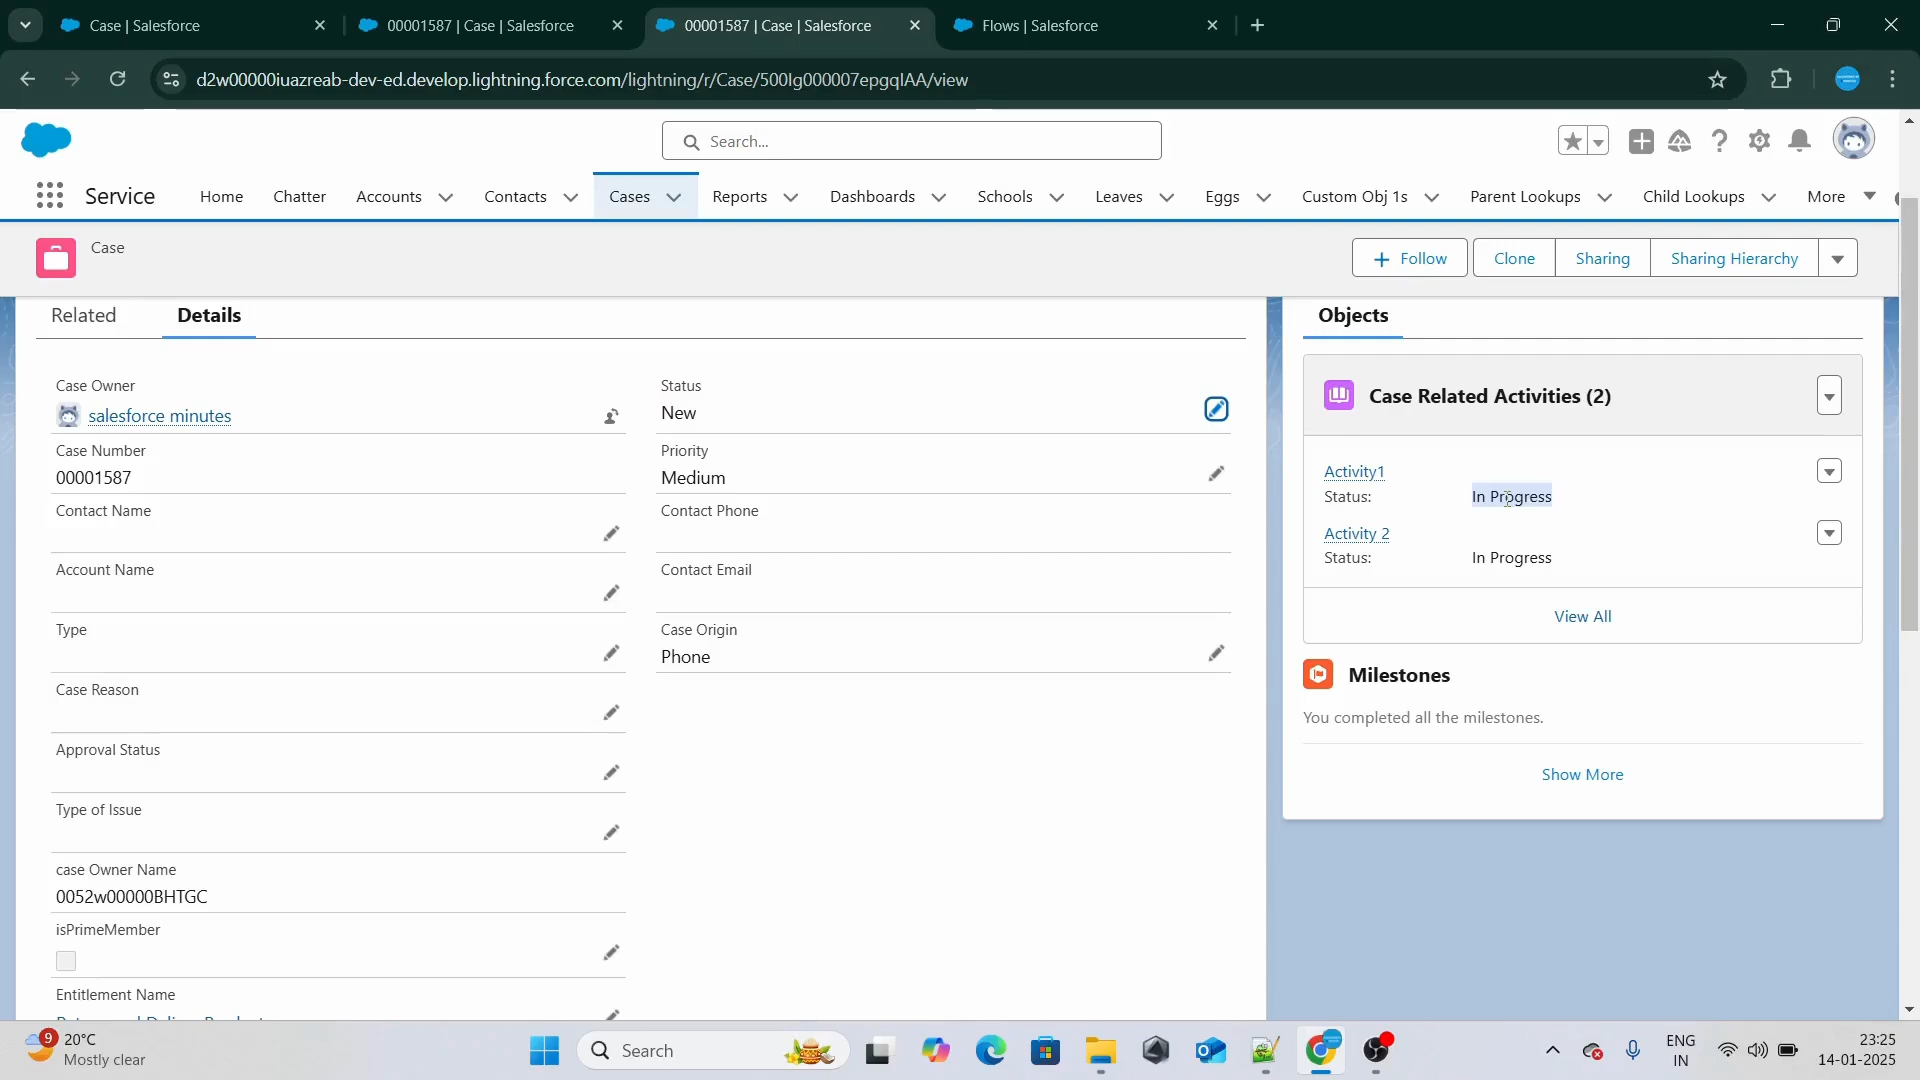 Case | Salesforce
00001587 | Case | Salesforce
00001587 | Case | Salesforce
Flows | Salesforce
d2w00000iuazreab-dev-ed.develop.lightning.force.com/lightning/r/Case/500Ig000007epgqIAA/view
Search...
Service
Home
Chatter
Accounts
Contacts
Cases
Reports
Dashboards
Schools
Leaves
Eggs
Custom Obj 1s
Parent Lookups
Child Lookups
More
Case
Follow
Clone
Sharing
Sharing Hierarchy
Related
Details
Case Owner
salesforce minutes
Case Number
00001587
Contact Name
Account Name
Type
Case Reason
Approval Status
Type of Issue
case Owner Name
0052w00000BHTGC
isPrimeMember
Entitlement Name
Status
New
Priority
Medium
Contact Phone
Contact Email
Case Origin
Phone
Objects
Case Related Activities (2)
Activity1
Status: In Progress
Activity 2
Status: In Progress
View All
Milestones
You completed all the milestones.
Show More
9
20°C
Mostly clear
Search
ENG
IN
23:25
14-01-2025